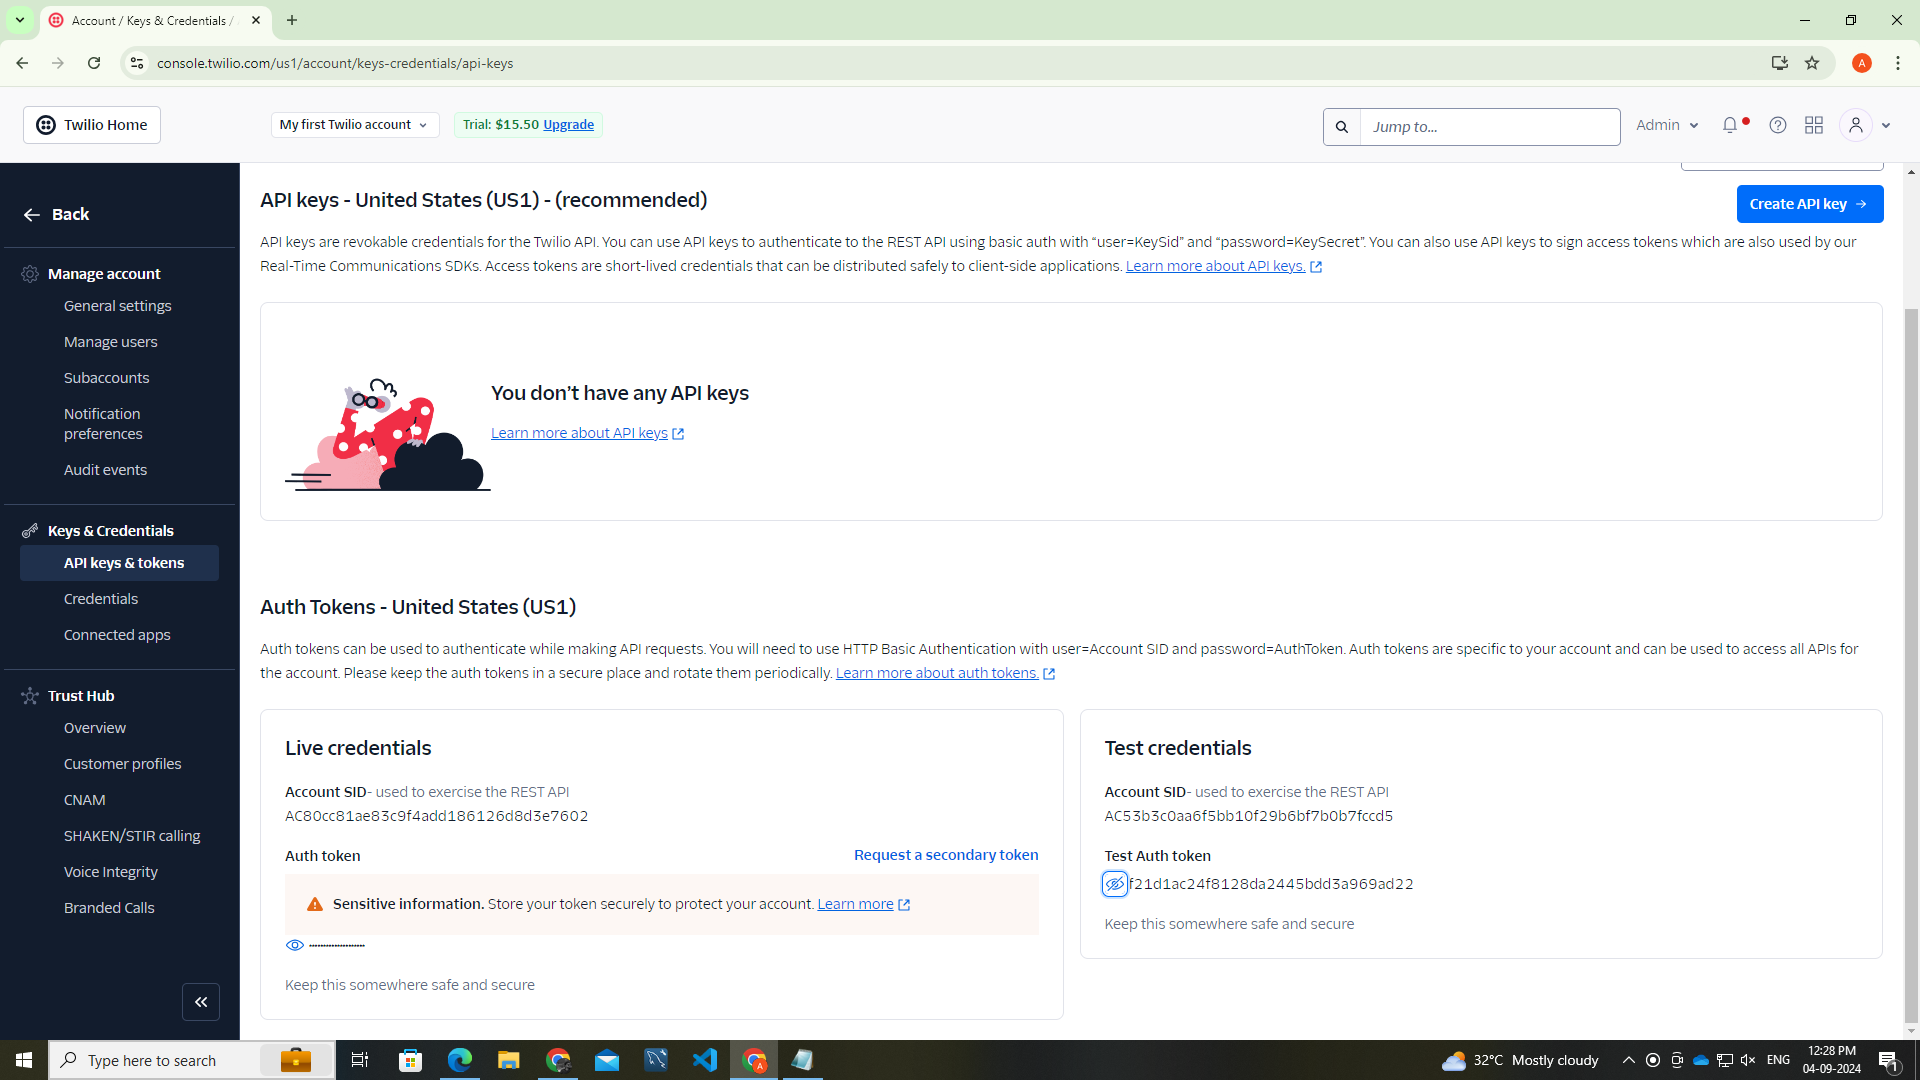 Account / Keys & Credentials /
console.twilio.com/us1/account/keys-credentials/api-keys
A
Twilio Home
My first Twilio account
Trial: $15.50 Upgrade
Jump to...
Admin
Back
Manage account
General settings
Manage users
Subaccounts
Notification
preferences
Audit events
Keys & Credentials
API keys & tokens
Credentials
Connected apps
Trust Hub
Overview
Customer profiles
CNAM
SHAKEN/STIR calling
Voice Integrity
Branded Calls
API keys - United States (US1) - (recommended)
Create API key
API keys are revokable credentials for the Twilio API. You can use API keys to authenticate to the REST API using basic auth with “user=KeySid” and “password=KeySecret”. You can also use API keys to sign access tokens which are also used by our
Real-Time Communications SDKs. Access tokens are short-lived credentials that can be distributed safely to client-side applications. Learn more about API keys.
You don’t have any API keys
Learn more about API keys
Auth Tokens - United States (US1)
Auth tokens can be used to authenticate while making API requests. You will need to use HTTP Basic Authentication with user=Account SID and password=AuthToken. Auth tokens are specific to your account and can be used to access all APIs for
the account. Please keep the auth tokens in a secure place and rotate them periodically. Learn more about auth tokens.
Live credentials
Account SID- used to exercise the REST API
AC80cc81ae83c9f4add186126d8d3e7602
Auth token
Request a secondary token
Sensitive information. Store your token securely to protect your account. Learn more
Keep this somewhere safe and secure
Test credentials
Account SID- used to exercise the REST API
AC53b3c0aa6f5bb10f29b6bf7b0b7fccd5
Test Auth token
f21d1ac24f8128da2445bdd3a969ad22
Keep this somewhere safe and secure
Type here to search
A
32°C Mostly cloudy
ENG
12:28 PM
04-09-2024
1